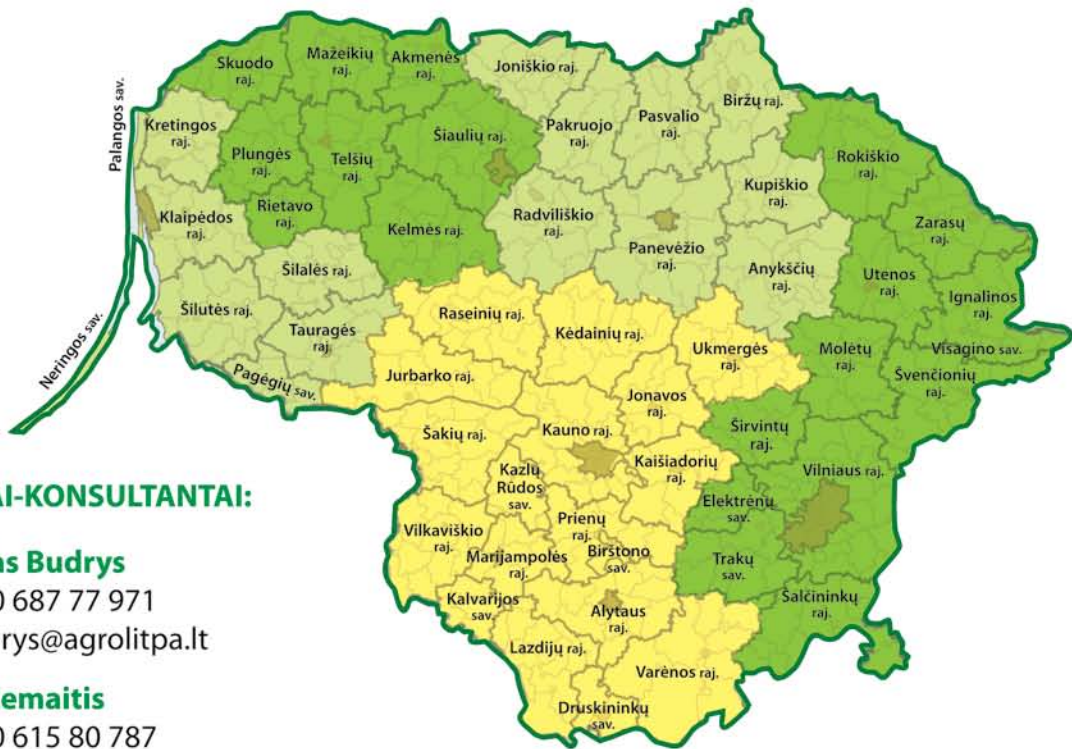 Palangos sav.
Neringos sav.
Skuodo
raj.
Mažeikių
raj.
Akmenės
raj.
Joniškio raj.
Kretingos
raj.
Plungės
raj.
Telšių
raj.
Šiaulių raj.
Pakruojo
raj.
Pasvalio
raj.
Biržų raj.
Rokiškio
raj.
Klaipėdos
raj.
Rietavo
raj.
Kelmės raj.
Radviliškio
raj.
Panevėžio
raj.
Kupiškio
raj.
Zarasų
raj.
Šilutės raj.
Šilalės raj.
Tauragės
raj.
Pagėgių sav.
Anykščių
raj.
Utenos
raj.
Ignalinos
raj.
Visagino sav.
Raseinių raj.
Kėdainių raj.
Ukmergės
raj.
Molėtų
raj.
Švenčionių
raj.
Jurbarko raj.
Jonavos
raj.
Širvintų
raj.
Šakių raj.
Kauno raj.
Kaišiadorių
raj.
Vilniaus raj.
Kazlų
Rūdos
sav.
Elektrėnų
sav.
Vilkaviškio
raj.
Prienų
raj.
Marijampolės
raj.
Birštono
sav.
Trakų
sav.
Kalvarijos
sav.
Alytaus
raj.
Šalčininkų
raj.
Lazdijų raj.
Varėnos raj.
Druskininkų
sav.
AI-KONSULTANTAI:
as Budrys
0 687 77 971
rys@agrolitpa.lt
emaitis
0 615 80 787